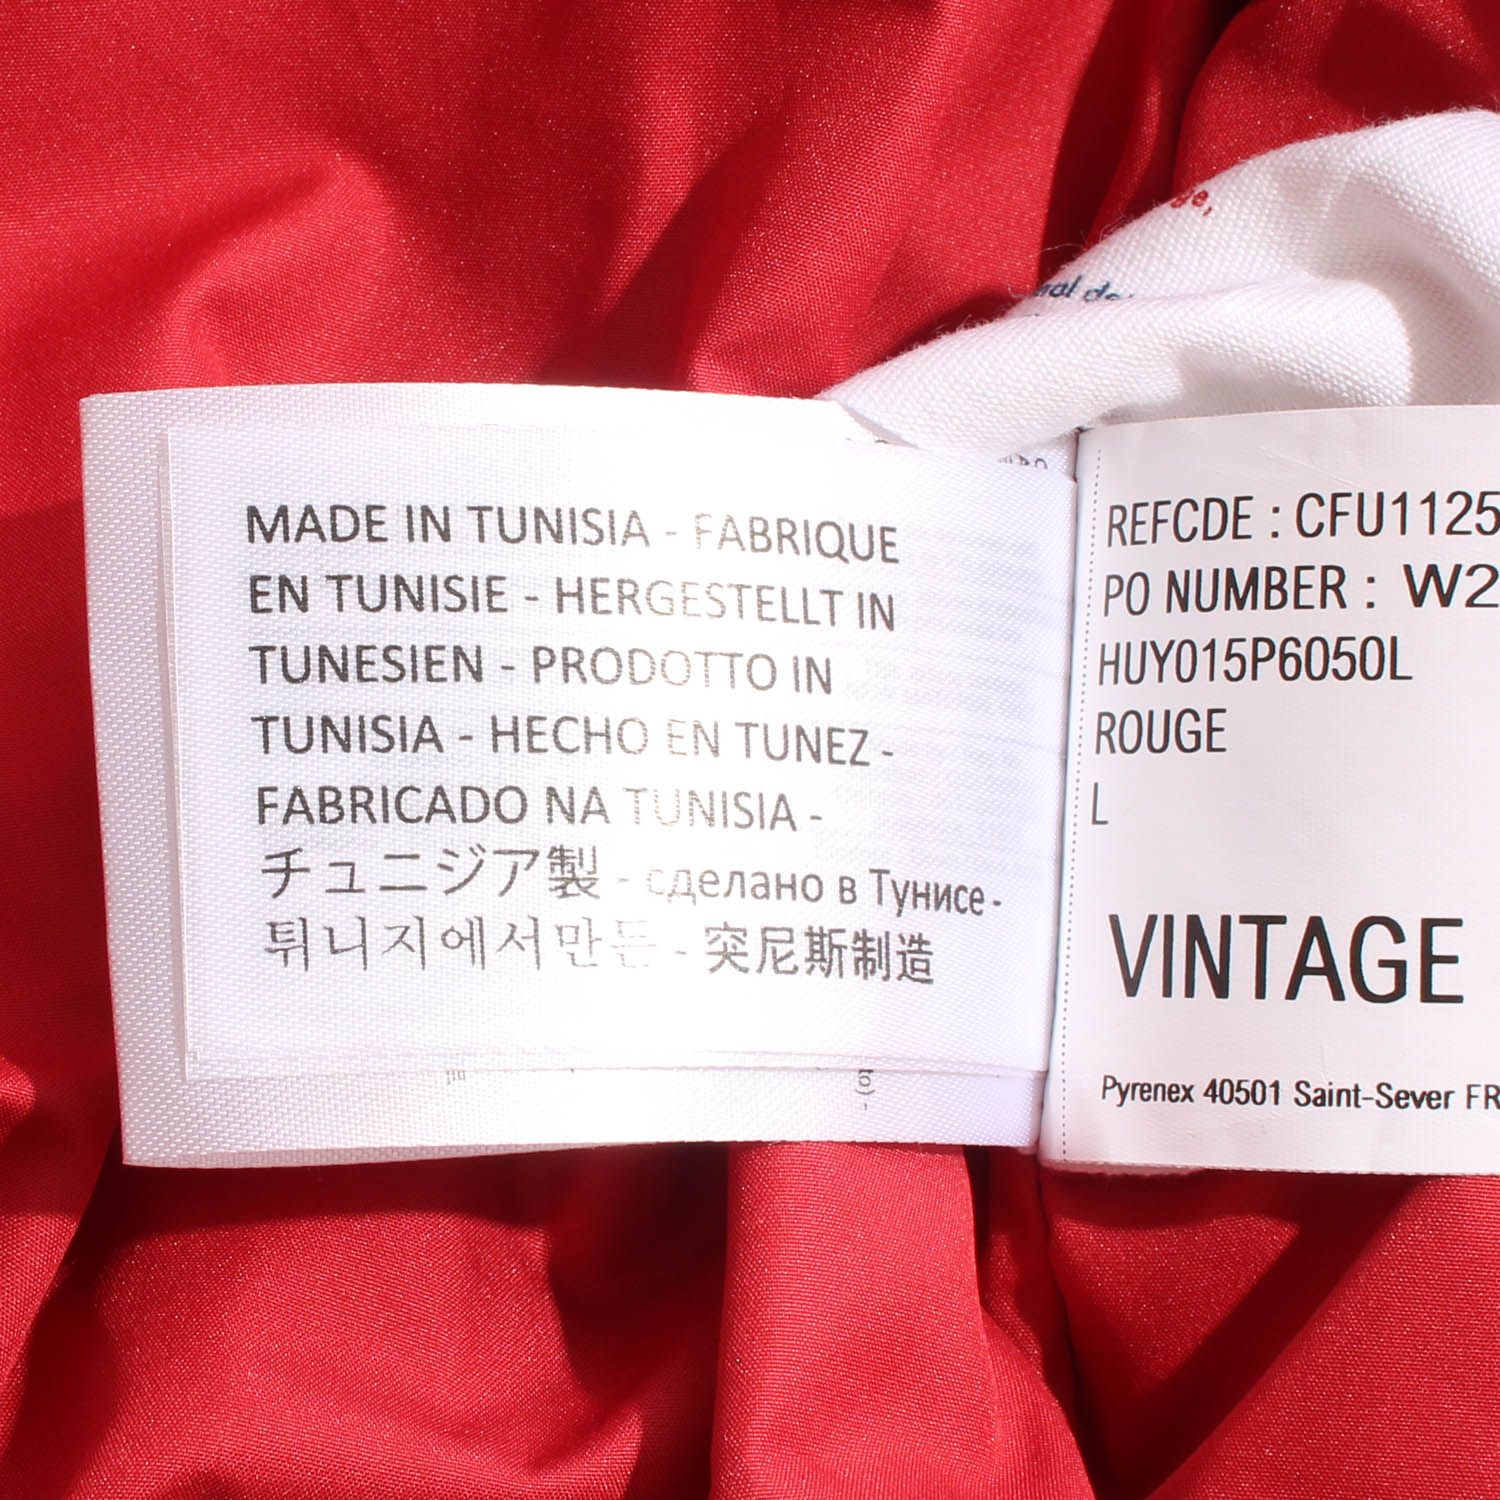 MADE IN TUNISIA - FABRIQUE
EN TUNISIE - HERGESTELLT IN
TUNESIEN - PRODOTTO IN
TUNISIA - HECHO EN TUNEZ -
FABRICADO NA TUNISIA -
チュニジア製 - сделано в Тунисе -
튀니지에서만든 - 突尼斯制造
to) -
REFCDE : CFU1125
PO NUMBER : W2
HUY015P6050L
ROUGE
L
VINTAGE
Pyrenex 40501 Saint-Sever FR